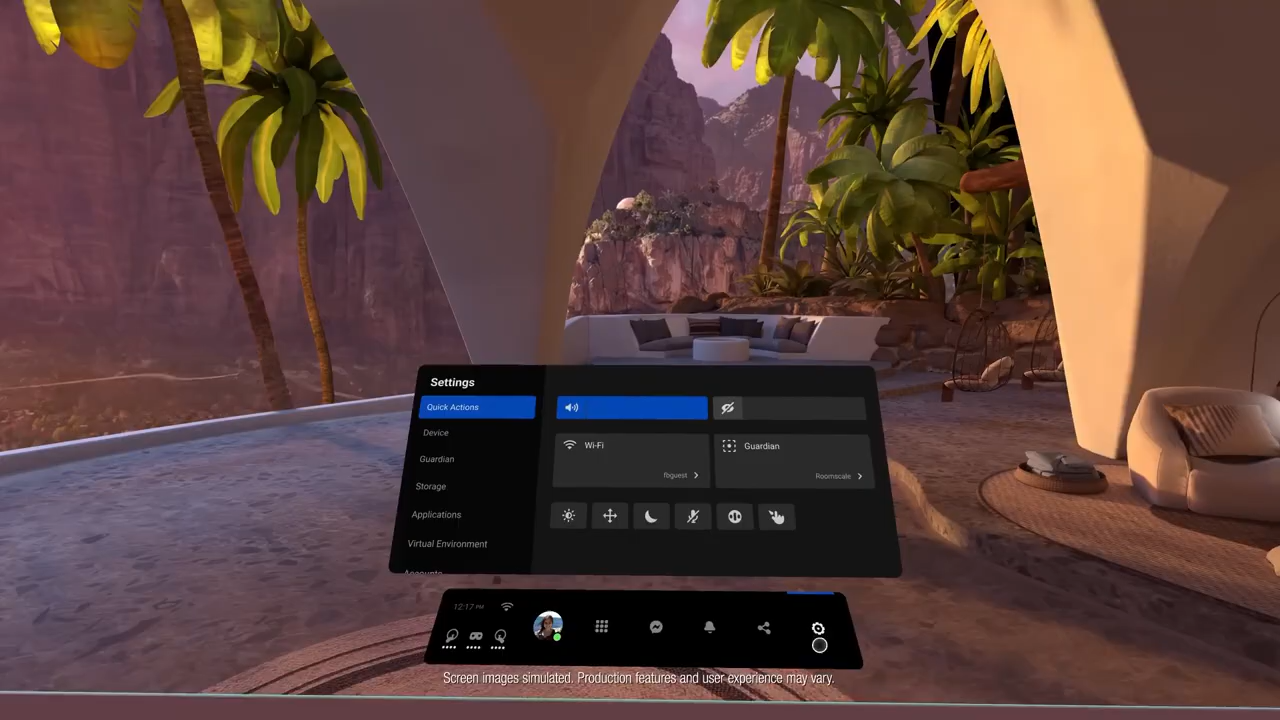 Settings
Quick Actions
Device
Guardian
Storage
Applications
Virtual Environment
Accounts
Wi-Fi
fbguest
Guardian
Roomscale
12:17 PM
Screen images simulated. Production features and user experience may vary.